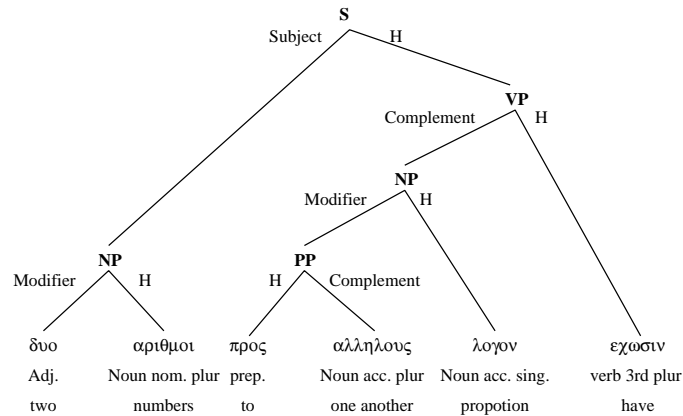 S
Subject H
VP
Complement H
NP
Modifier H
NP PP
Modifier H H Complement
δυο αριθμοι προς αλληλους λογον εχωσιν
Adj. Noun nom. plur prep. Noun acc. plur Noun acc. sing. verb 3rd plur
two numbers to one another propotion have